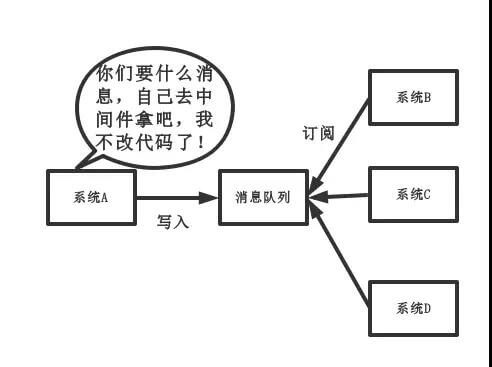 你们要什么消
息，自己去中
间件拿吧，我
不改代码了！
系统A
写入
消息队列
订阅
系统B
系统C
系统D